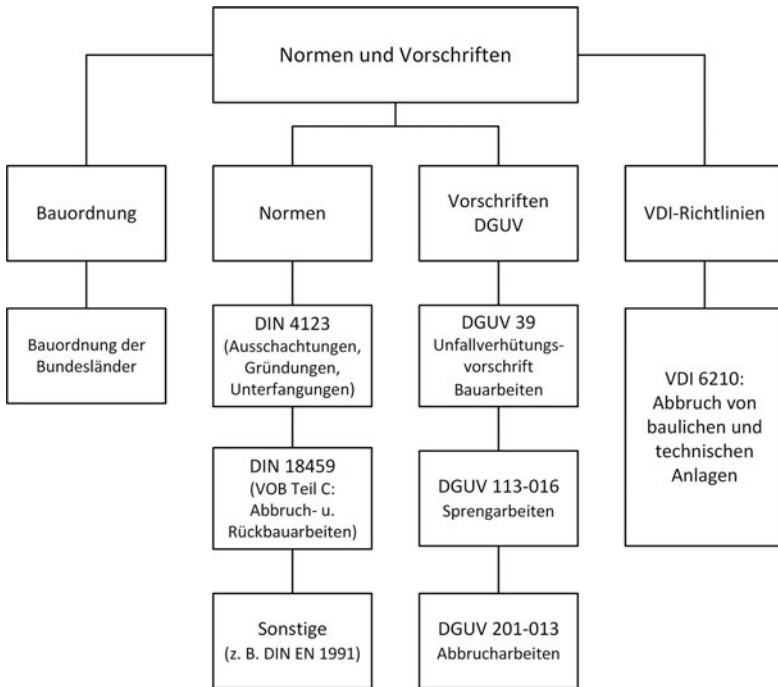 Normen und Vorschriften
Bauordnung
Bauordnung der
Bundesländer
Normen
DIN 4123
(Ausschachtungen,
Gründungen,
Unterfangungen)
DIN 18459
(VOB Teil C:
Abbruch- u.
Rückbauarbeiten)
Sonstige
(z. B. DIN EN 1991)
Vorschriften
DGUV
DGUV 39
Unfallverhütungs-
vorschrift
Bauarbeiten
DGUV 113-016
Sprengarbeiten
DGUV 201-013
Abbrucharbeiten
VDI-Richtlinien
VDI 6210:
Abbruch von
baulichen und
technischen
Anlagen